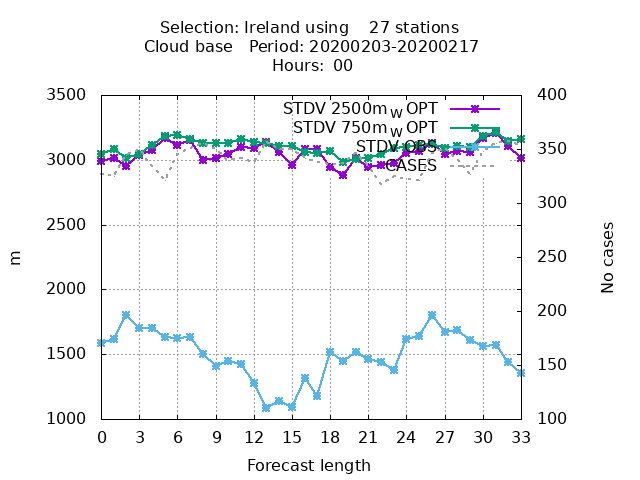 Selection: Ireland using 27 stations
Cloud base Period: 20200203-20200217
Hours: 00
STDV 2500m W OPT
STDV 750m W OPT
STDV OBS
CASES
3500
3000
2500
2000
1500
1000
m
400
350
300
250
200
150
100
No cases
0 3 6 9 12 15 18 21 24 27 30 33
Forecast length